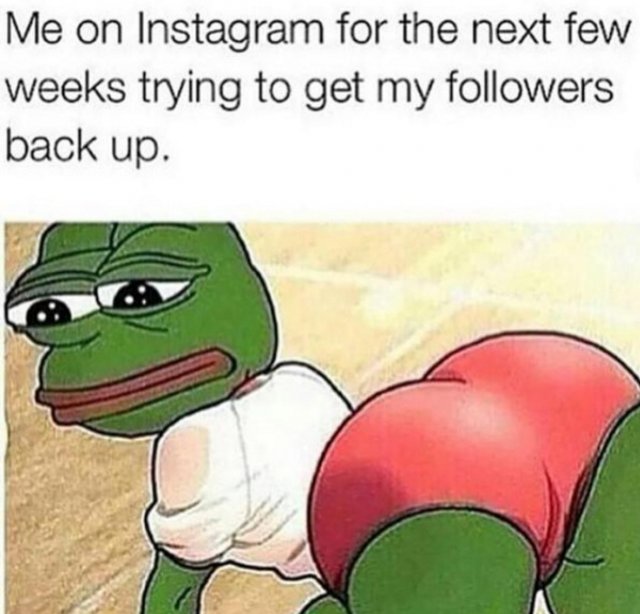 Me on Instagram for the next few
weeks trying to get my followers
back up.